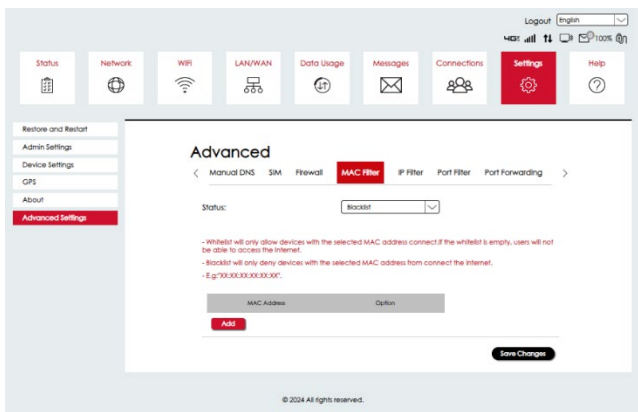 Logout English
4G 100%
Status Network WiFi LAN/WAN Data Usage Messages Connections Settings Help
Restore and Restart
Admin Settings
Device Settings
GPS
About
Advanced Settings
Advanced
Manual DNS SIM Firewall MAC Filter IP Filter Port Filter Port Forwarding
Status: Blacklist
- Whitelist will only allow devices with the selected MAC address connect.If the whitelist is empty, users will not
be able to access the Internet.
- Blacklist will only deny devices with the selected MAC address from connect the internet.
- E.g:"XX:XX:XX:XX:XX:XX".
MAC Address Option
Add
Save Changes
© 2024 All rights reserved.